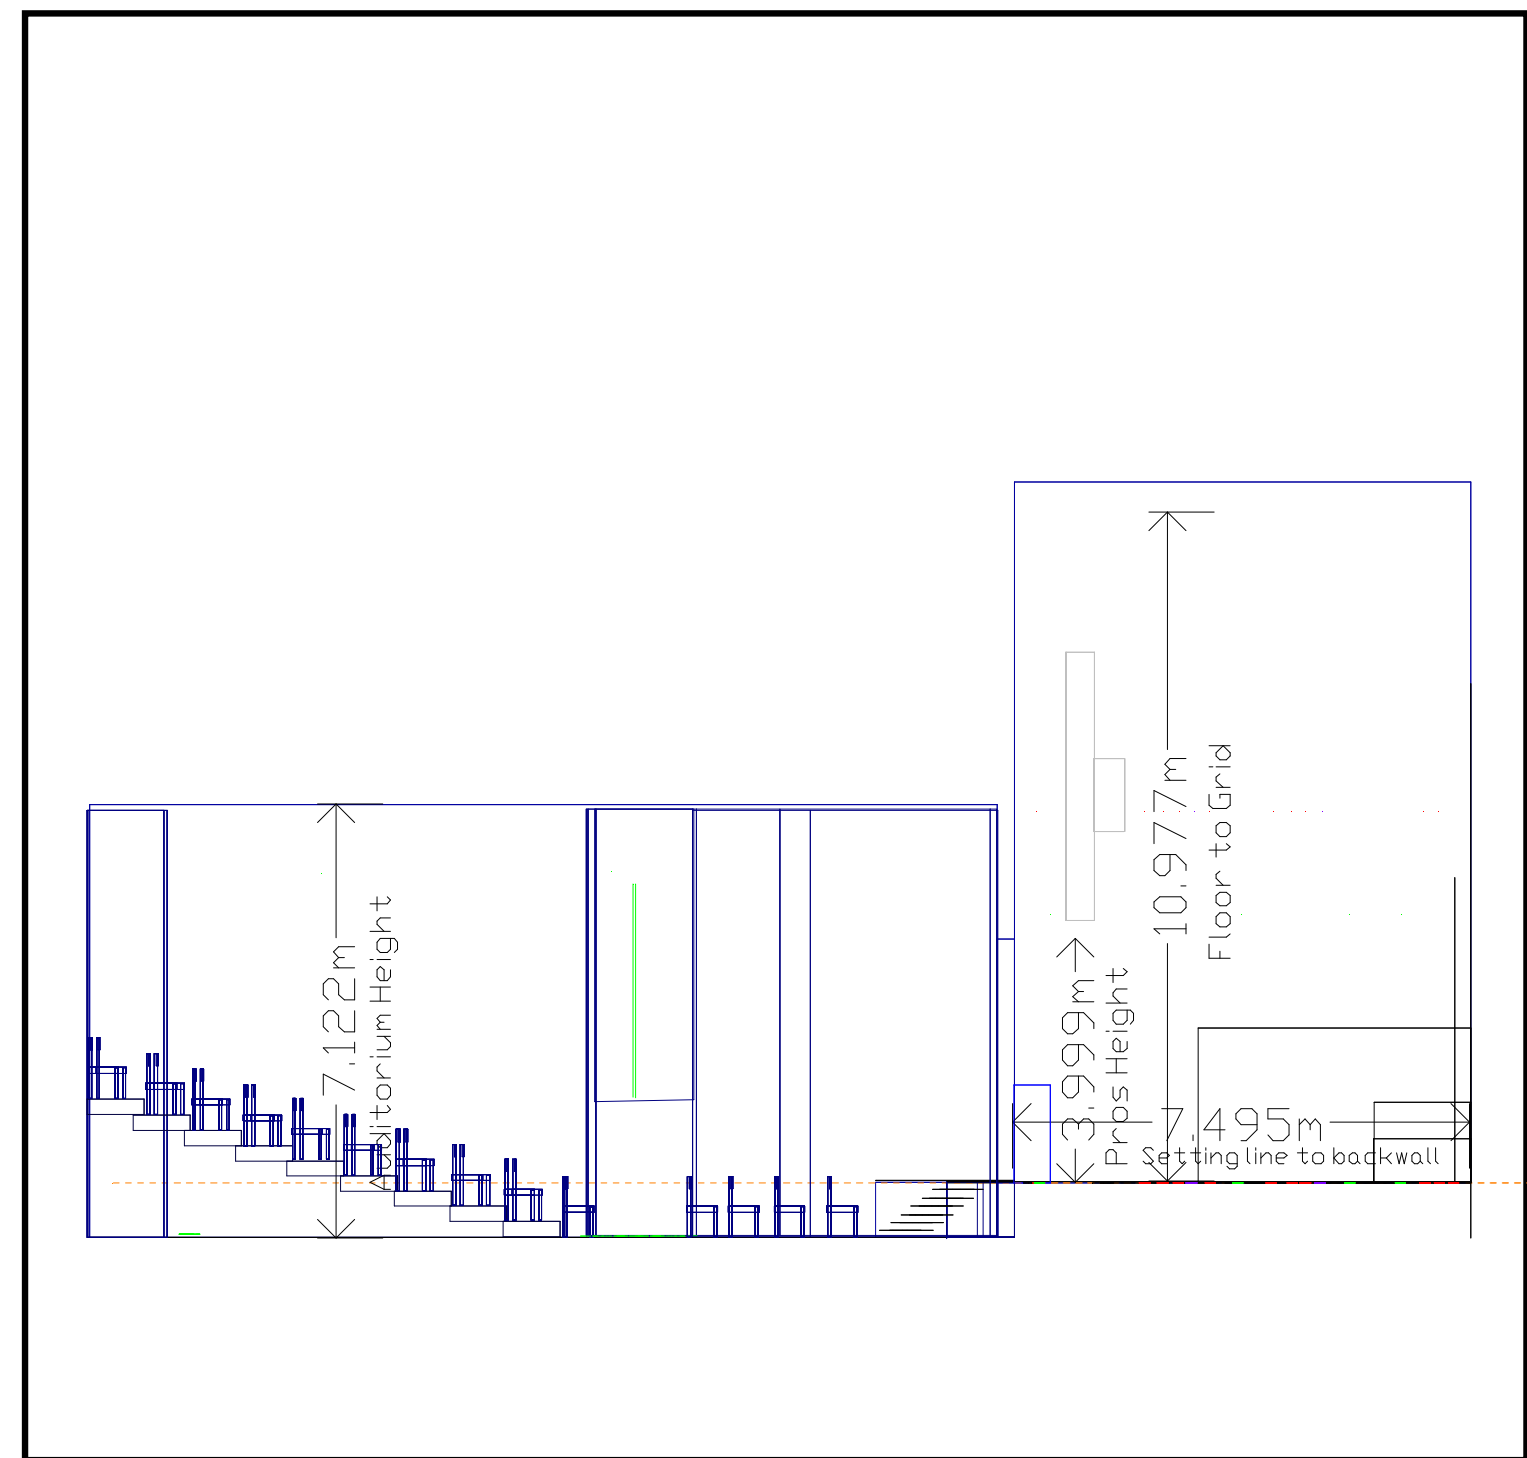 7.122m
Auditorium Height
3.999m
Pros Height
10.977m
Floor to Grid
7.495m
Setting line to backwall